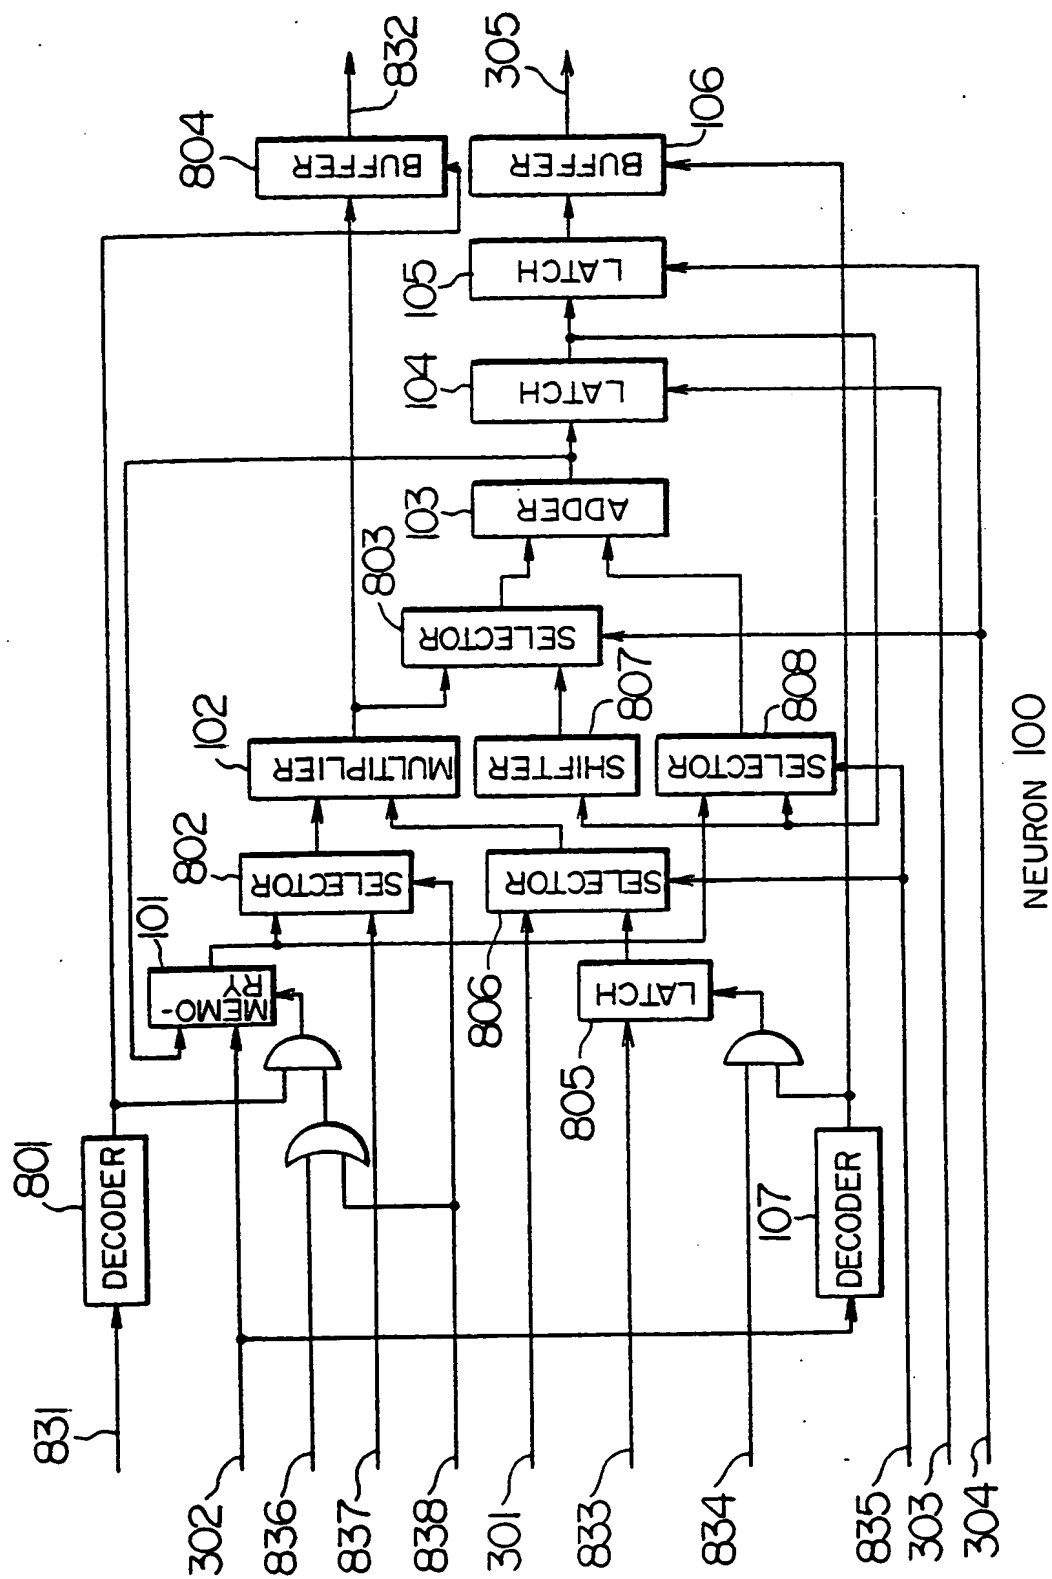 831
801
DECODER
302
836
837
838
301
833
834
835
303
304
107
DECODER
101
MEMO-
RY
802
SELECTOR
806
SELECTOR
805
LATCH
102
MULTIPLIER
SHIFTER
807
SELECTOR
808
803
SELECTOR
103
ADDER
104
LATCH
105
LATCH
804
BUFFER
832
BUFFER
106
305
NEURON 100